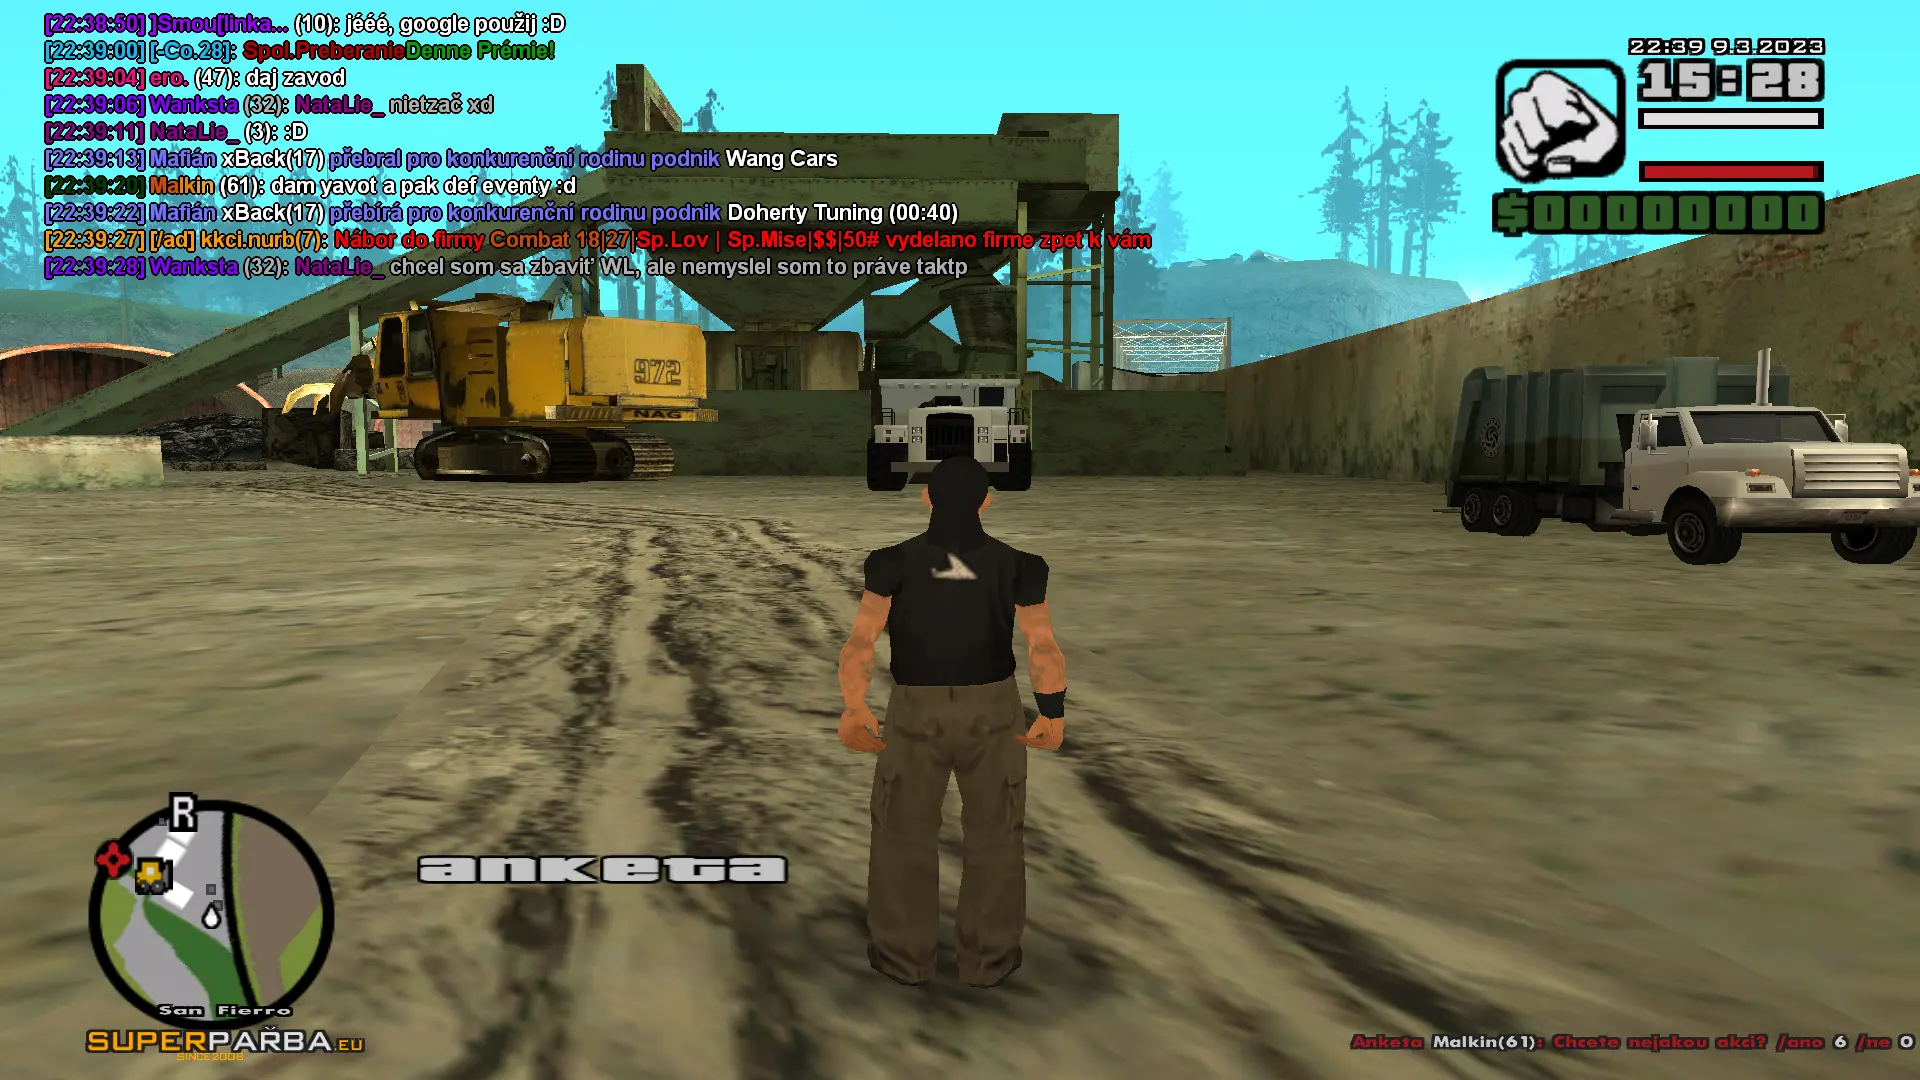 [22:38:50] ]Smou[linka... (10): jééé, google použij :D
[22:39:00] [-Co.28]: Spol.PreberanieDenne Prémie!
[22:39:04] ero. (47): daj zavod
[22:39:06] Wanksta (32): NataLie_ nietzač xd
[22:39:11] NataLie_ (3): :D
[22:39:13] Mafián xBack(17) přebral pro konkurenční rodinu podnik Wang Cars
[22:39:20] Malkin (61): dam yavot a pak def eventy :d
[22:39:22] Mafián xBack(17) přebírá pro konkurenční rodinu podnik Doherty Tuning (00:40)
[22:39:27] [/ad] kkci.nurb(7): Nábor do firmy Combat 18|27|Sp.Lov | Sp.Mise|$$|50# vydelano firme zpet k vám
[22:39:28] Wanksta (32): NataLie_ chcel som sa zbaviť WL, ale nemyslel som to práve taktp
22:39 9.3.2023
15:28
$00000000
972
NAG
R
anketa
San Fierro
SUPERPAŘBA.EU
SINCE2008
Anketa Malkin(61): Chcete nejakou akci? /ano 6 /ne 0